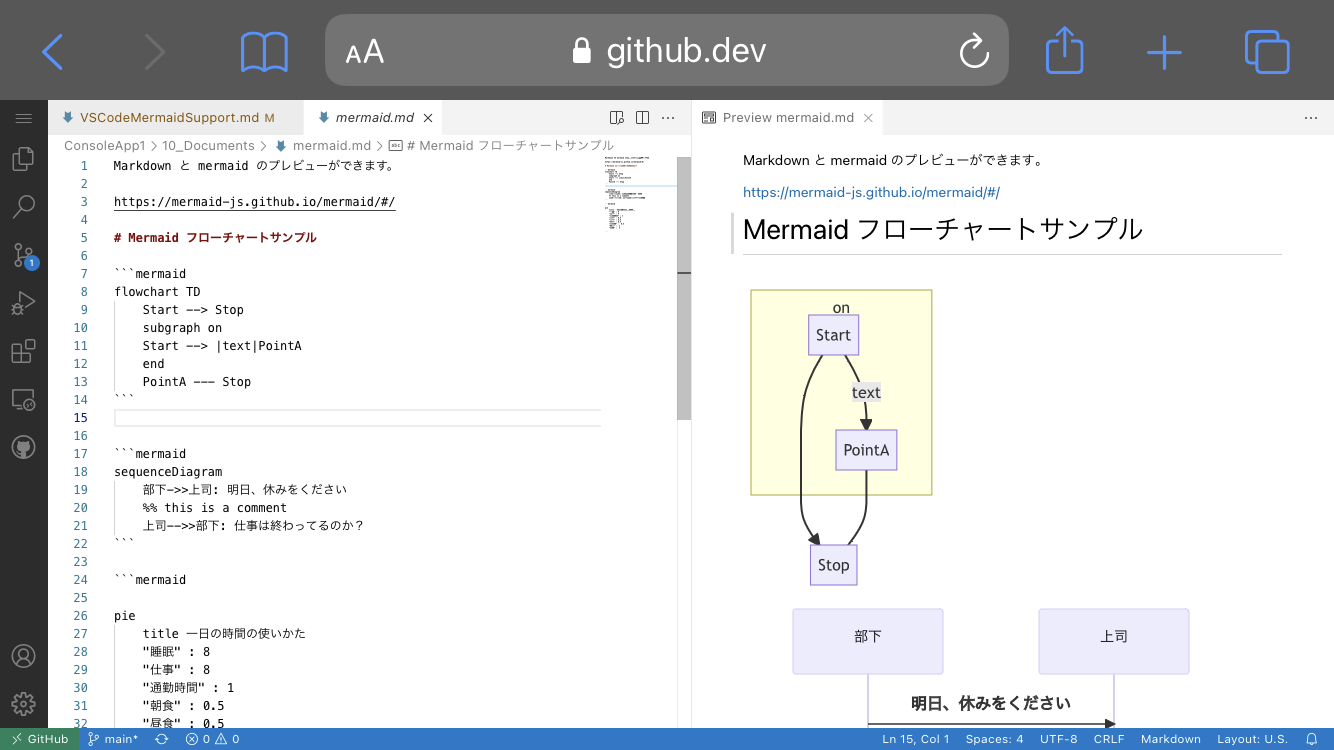 AA
github.dev
VSCodeMermaidSupport.md M
mermaid.md
Preview mermaid.md
ConsoleApp1 > 10_Documents > mermaid.md > abc # Mermaid フローチャートサンプル
1 Markdown と mermaid のプレビューができます。
2
3 https://mermaid-js.github.io/mermaid/#/
4
5 # Mermaid フローチャートサンプル
6
7 ```mermaid
8 flowchart TD
9 Start --> Stop
10 subgraph on
11 Start --> |text|PointA
12 end
13 PointA --- Stop
14 ```
15
16
17 ```mermaid
18 sequenceDiagram
19 部下->>上司: 明日、休みをください
20 %% this is a comment
21 上司-->>部下: 仕事は終わってるのか？
22 ```
23
24 ```mermaid
25
26 pie
27 title 一日の時間の使いかた
28 "睡眠" : 8
29 "仕事" : 8
30 "通勤時間" : 1
31 "朝食" : 0.5
32 "昼食" : 0.5
Markdown と mermaid のプレビューができます。
https://mermaid-js.github.io/mermaid/#/
Mermaid フローチャートサンプル
on
Start
text
PointA
Stop
部下
上司
明日、休みをください
1
GitHub
main*
0
0
Ln 15, Col 1
Spaces: 4
UTF-8
CRLF
Markdown
Layout: U.S.